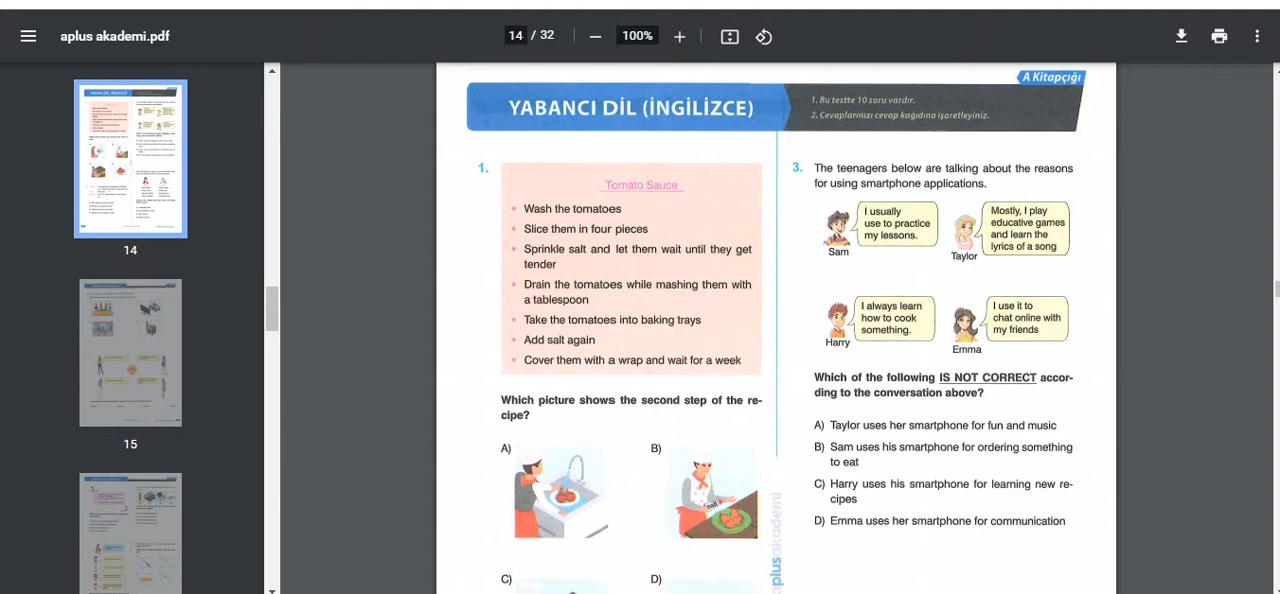 aplus akademi.pdf
14 / 32
100%
14
15
A Kitapçığı
YABANCI DİL (İNGİLİZCE)
1. Bu testte 10 soru vardır.
2. Cevaplarınızı cevap kağıdına işaretleyiniz.
1.
Tomato Sauce
• Wash the tomatoes
• Slice them in four pieces
• Sprinkle salt and let them wait until they get
tender
• Drain the tomatoes while mashing them with
a tablespoon
• Take the tomatoes into baking trays
• Add salt again
• Cover them with a wrap and wait for a week
Which picture shows the second step of the re-
cipe?
A)
B)
salt
C)
D)
aplusakademi
3. The teenagers below are talking about the reasons
for using smartphone applications.
I usually
use to practice
my lessons.
Sam
Mostly, I play
educative games
and learn the
lyrics of a song
Taylor
I always learn
how to cook
something.
Harry
I use it to
chat online with
my friends
Emma
Which of the following IS NOT CORRECT accor-
ding to the conversation above?
A) Taylor uses her smartphone for fun and music
B) Sam uses his smartphone for ordering something
to eat
C) Harry uses his smartphone for learning new re-
cipes
D) Emma uses her smartphone for communication